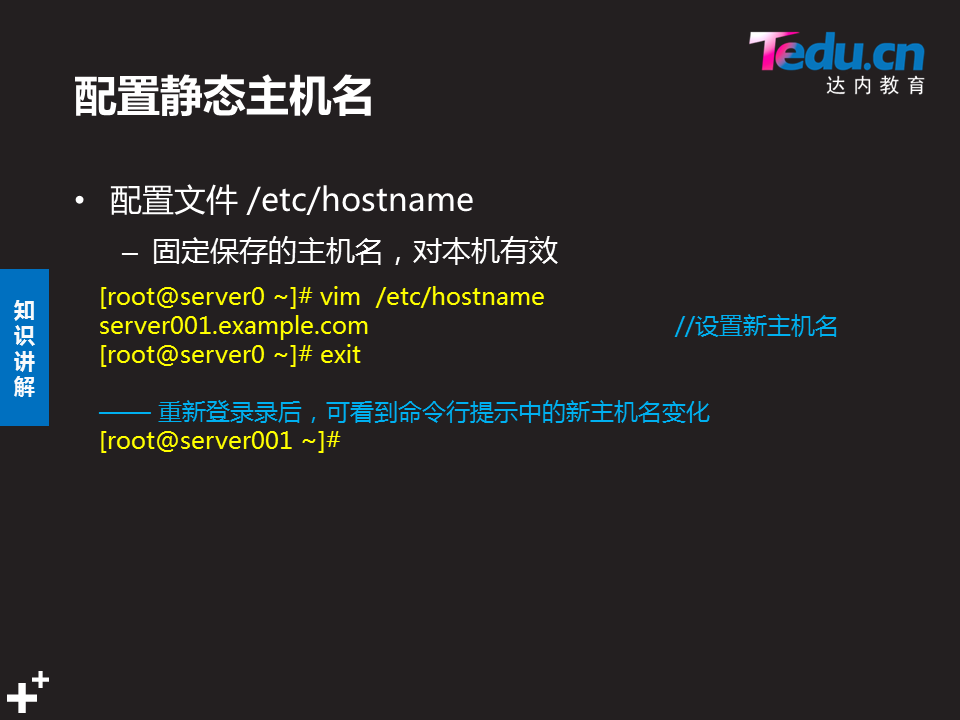 Tedu.cn
达内教育
配置静态主机名
• 配置文件 /etc/hostname
– 固定保存的主机名，对本机有效
[root@server0 ~]# vim  /etc/hostname
server001.example.com //设置新主机名
[root@server0 ~]# exit
—— 重新登录录后，可看到命令行提示中的新主机名变化
[root@server001 ~]#
知识讲解